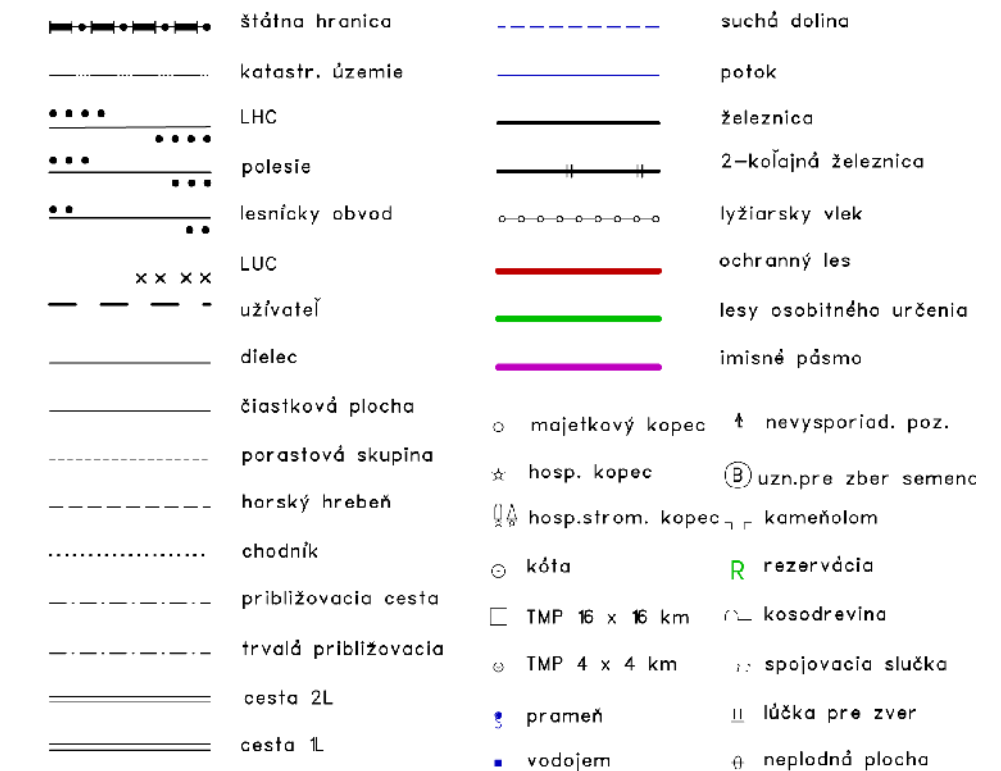 štátna hranica
katastr. územie
LHC
polesie
lesnícky obvod
LUC
užívateľ
dielec
čiastková plocha
porastová skupina
horský hrebeň
chodník
približovacia cesta
trvalá približovacia
cesta 2L
cesta 1L
suchá dolina
potok
železnica
2-koľajná železnica
lyžiarsky vlek
ochranný les
lesy osobitného určenia
imisné pásmo
majetkový kopec
hosp. kopec
hosp.strom. kopec
kóta
TMP 16 x 16 km
TMP 4 x 4 km
prameň
vodojem
nevysporiad. poz.
B uzn.pre zber semenc
kameňolom
R rezervácia
kosodrevina
spojovacia slučka
lúčka pre zver
neplodná plocha